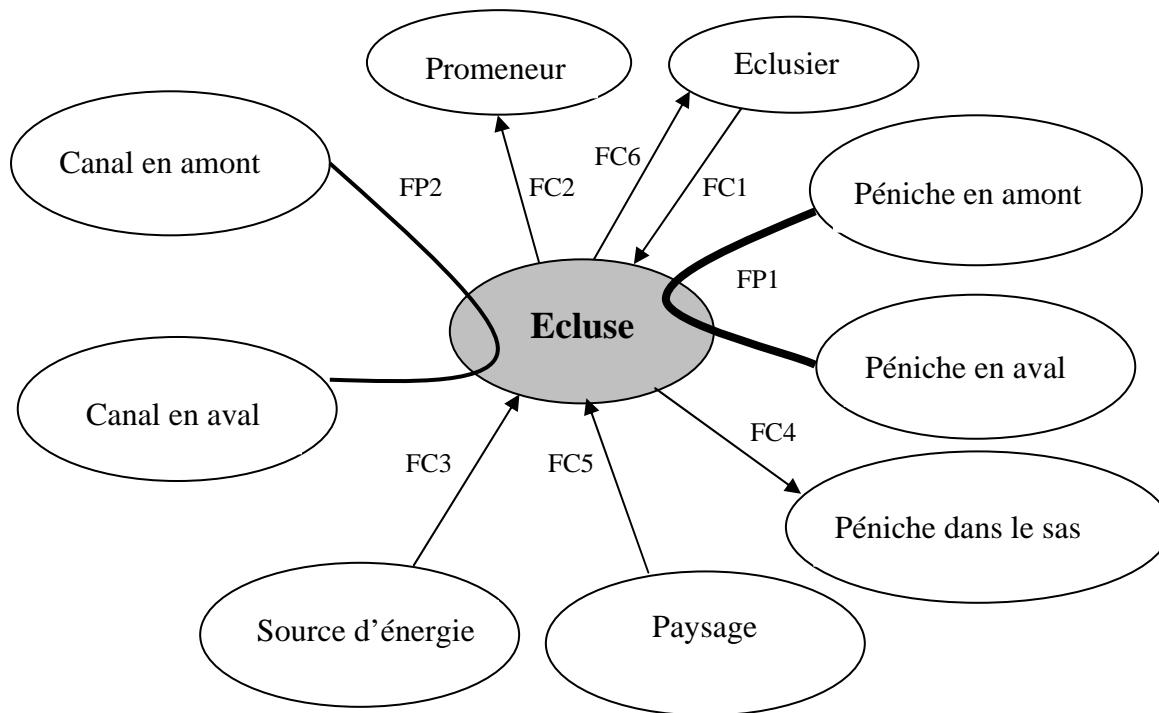 Promeneur
Eclusier
Canal en amont
FP2
FC2
FC6
FC1
Péniche en amont
FP1
Ecluse
Péniche en aval
Canal en aval
FC3
FC5
FC4
Péniche dans le sas
Source d’énergie
Paysage